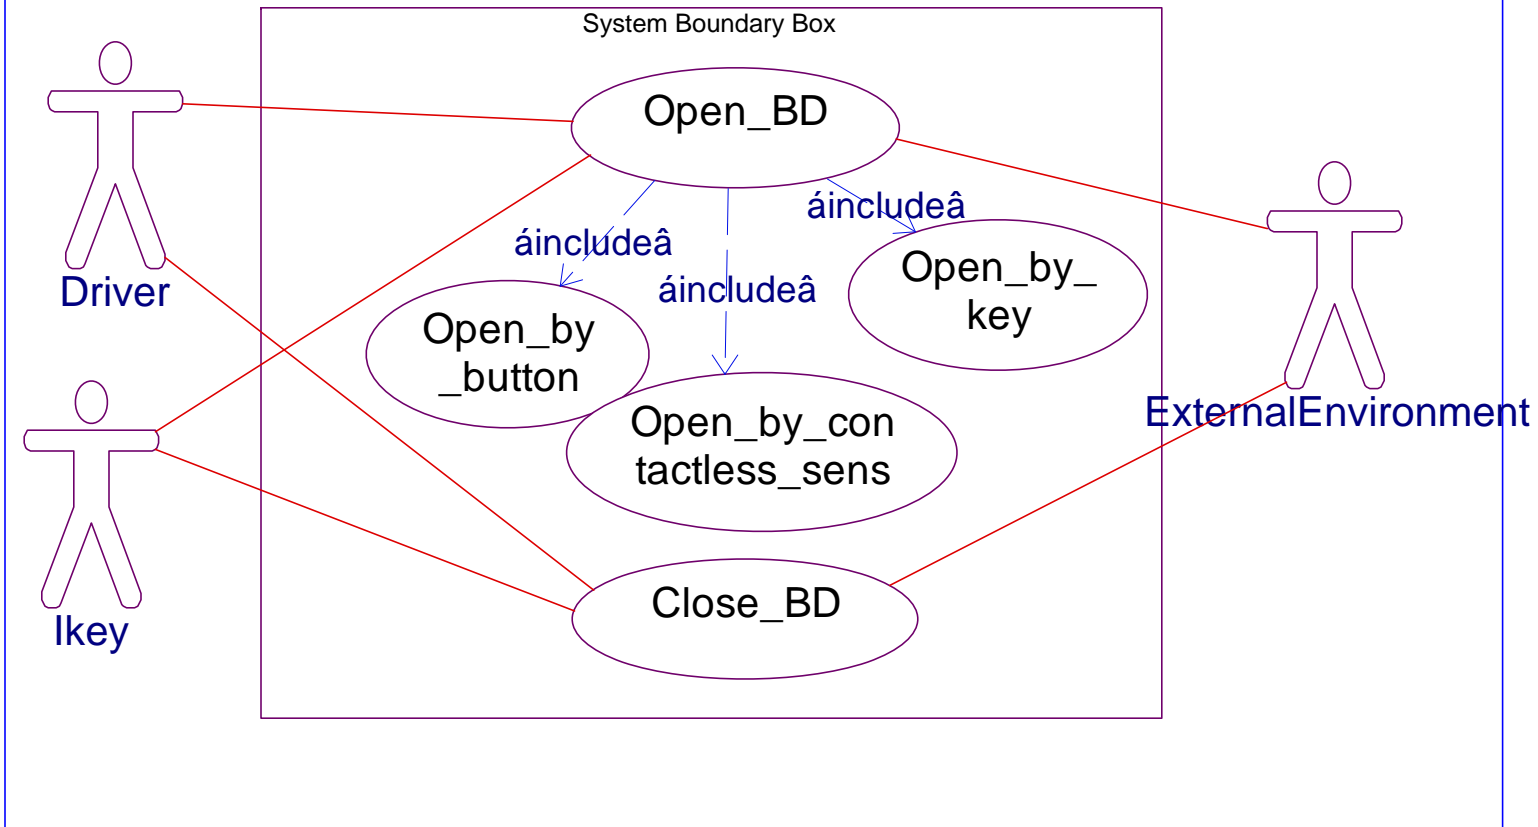 System Boundary Box
Open_BD
áincludeâ
áincludeâ
áincludeâ
Open_by_
key
Driver
Open_by
_button
Open_by_con
tactless_sens
ExternalEnvironment
Close_BD
Ikey